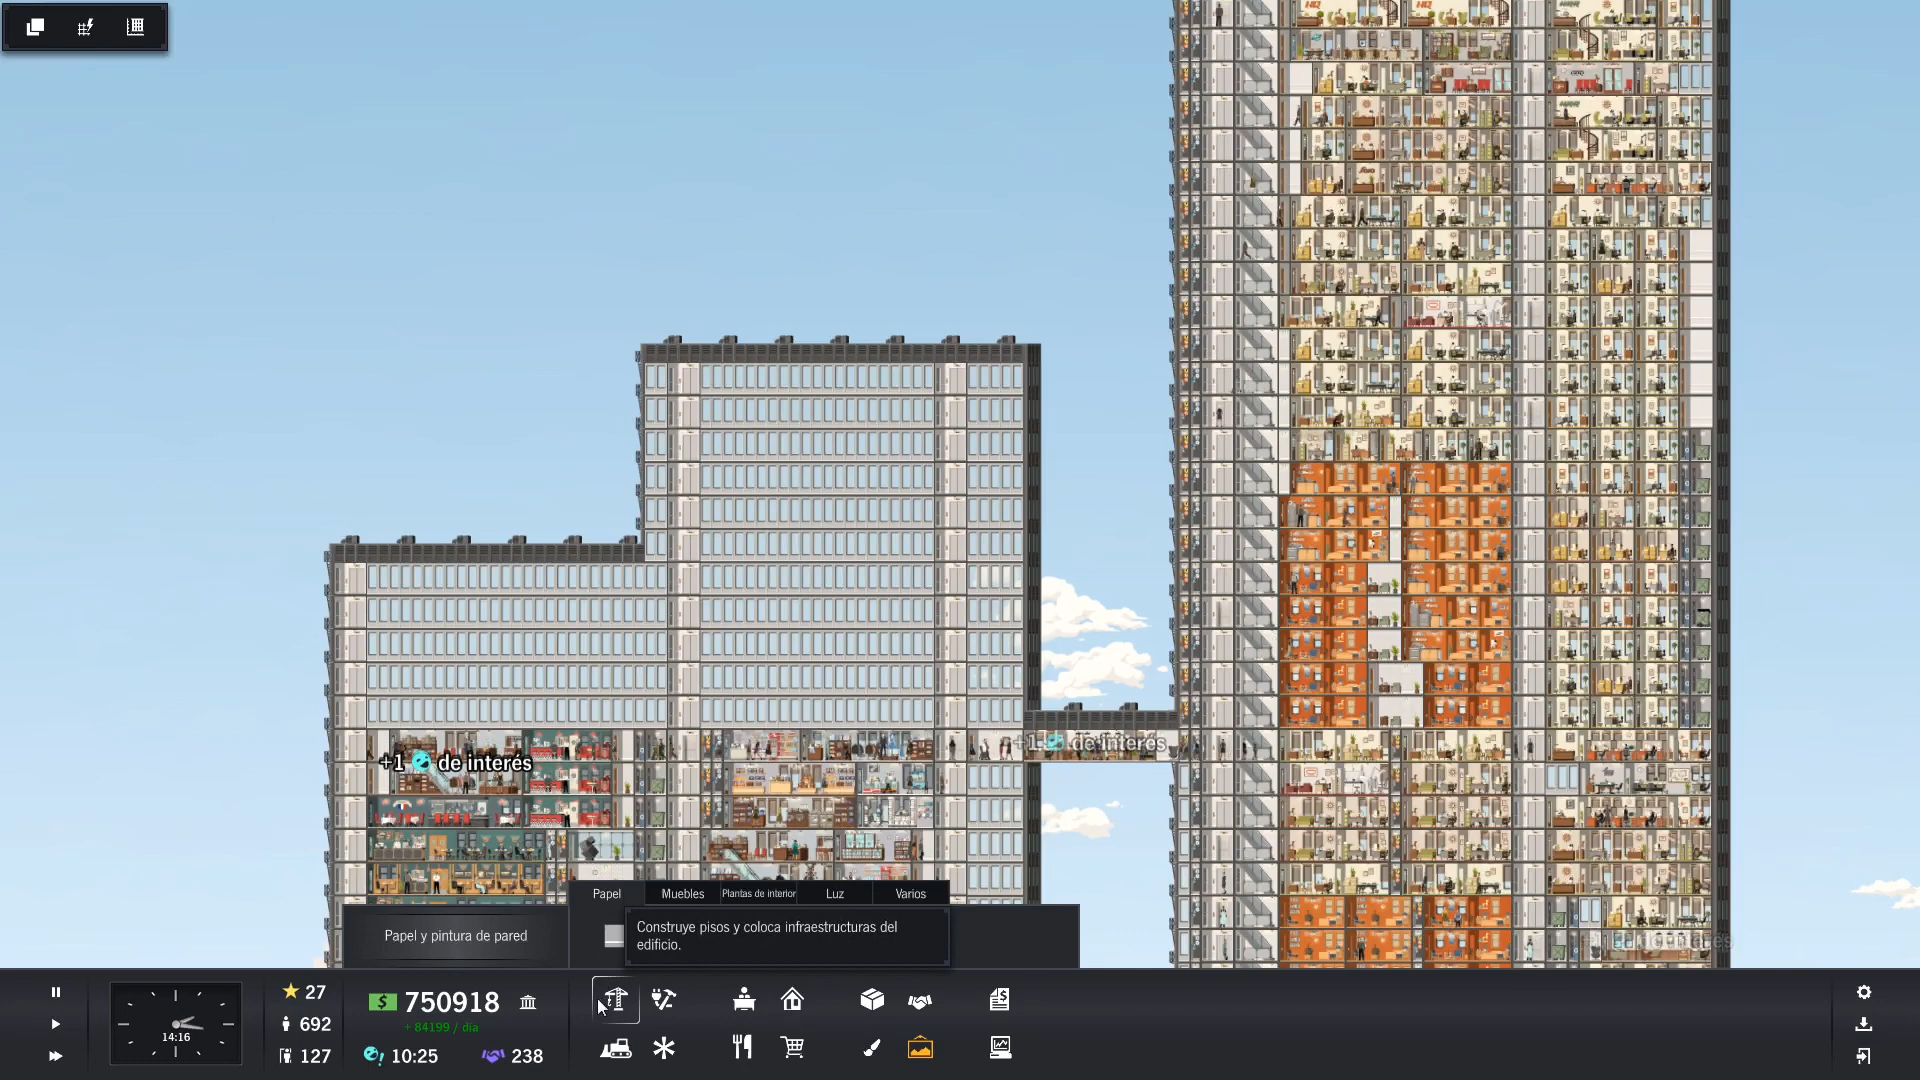 +1 de interés
+1 de interés
Papel
Muebles
Plantas de interior
Luz
Varios
Papel y pintura de pared
Construye pisos y coloca infraestructuras del
edificio.
14:16
27
692
127
$ 750918
+ 84199 / día
10:25
238